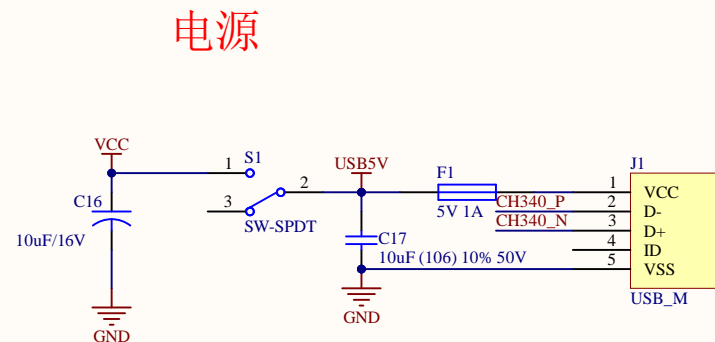 电源
VCC
C16
10uF/16V
GND
1
S1
2
3
SW-SPDT
USB5V
C17
10uF (106) 10% 50V
GND
F1
5V 1A
CH340_P
CH340_N
J1
1 VCC
2 D-
3 D+
4 ID
5 VSS
USB_M